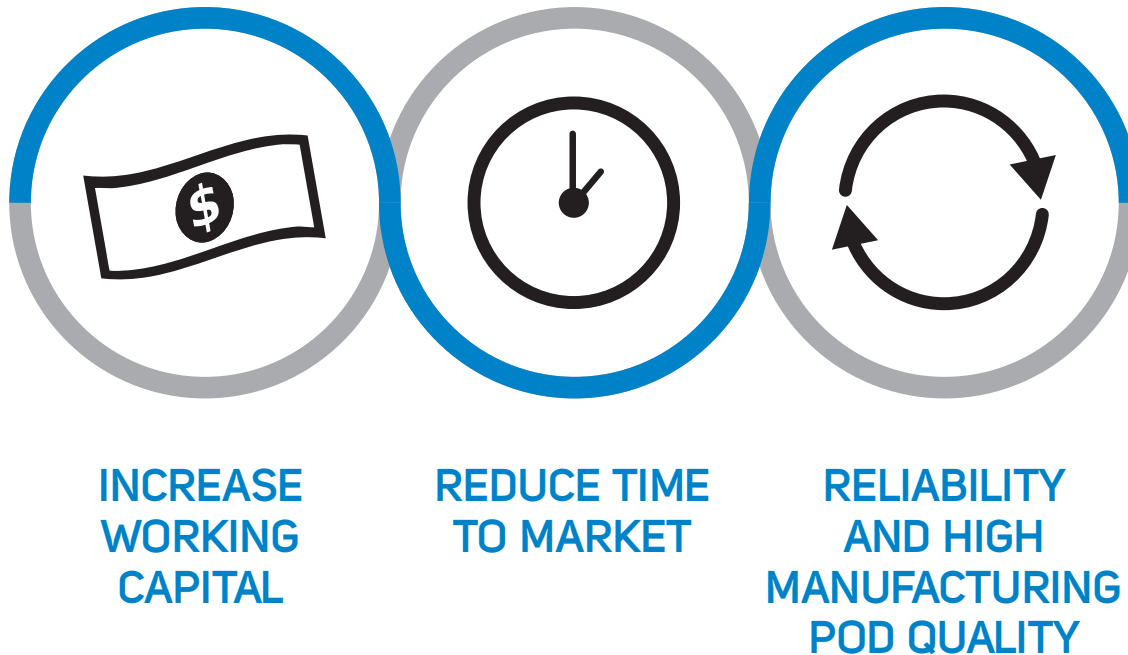 $
INCREASE
WORKING
CAPITAL
REDUCE TIME
TO MARKET
RELIABILITY
AND HIGH
MANUFACTURING
POD QUALITY